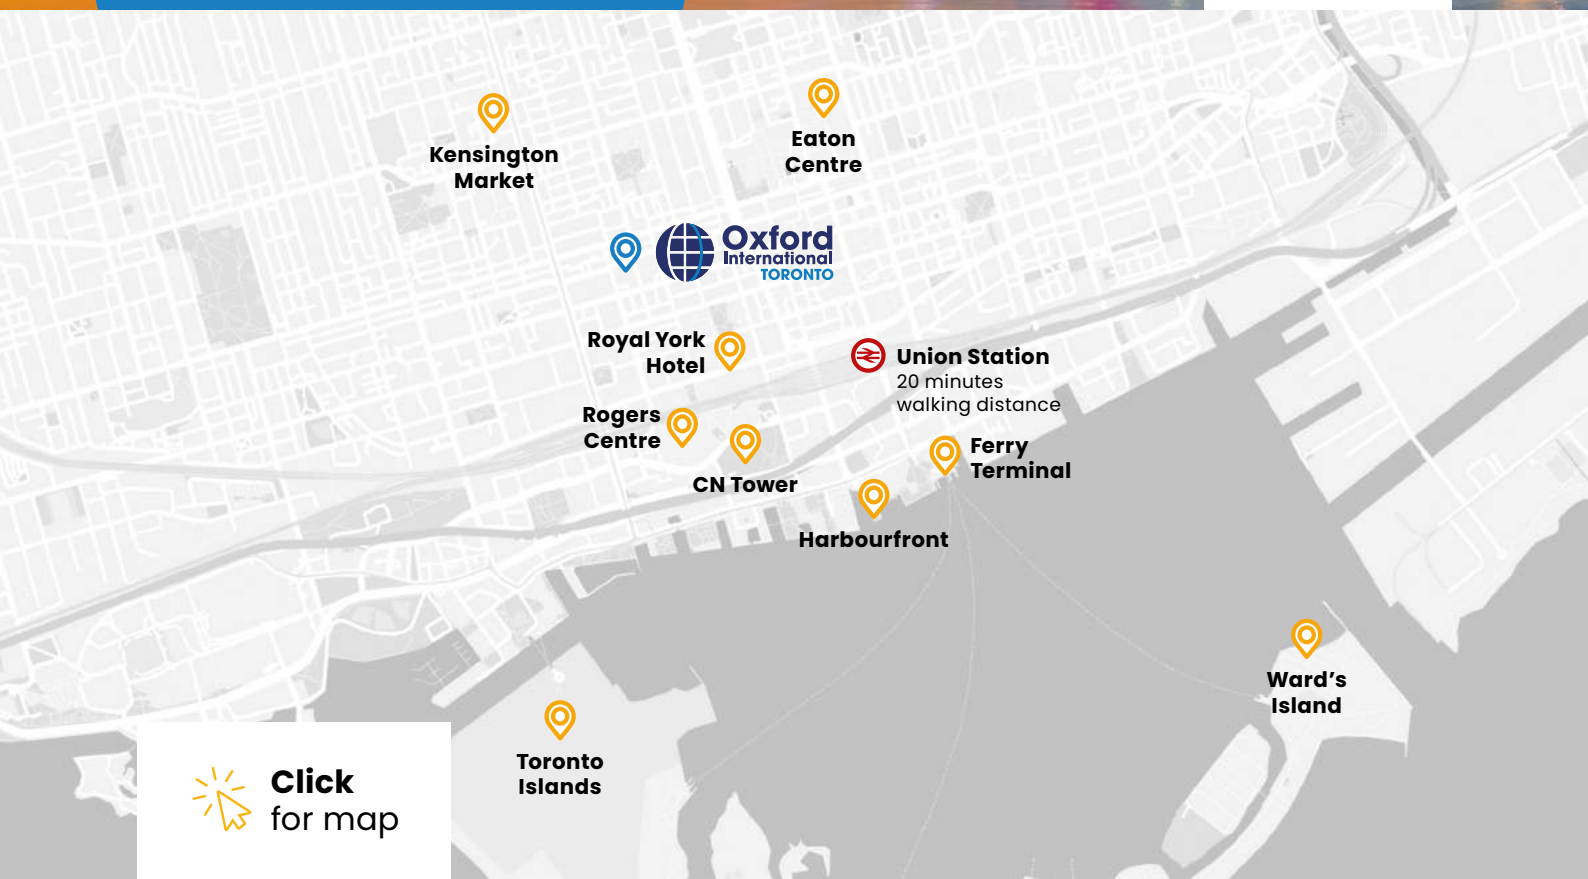 Eaton
Centre
Kensington
Market
Oxford
International
TORONTO
Royal York
Hotel
Union Station
20 minutes
walking distance
Rogers
Centre
Ferry
Terminal
CN Tower
Harbourfront
Ward’s
Island
Toronto
Islands
Click
for map